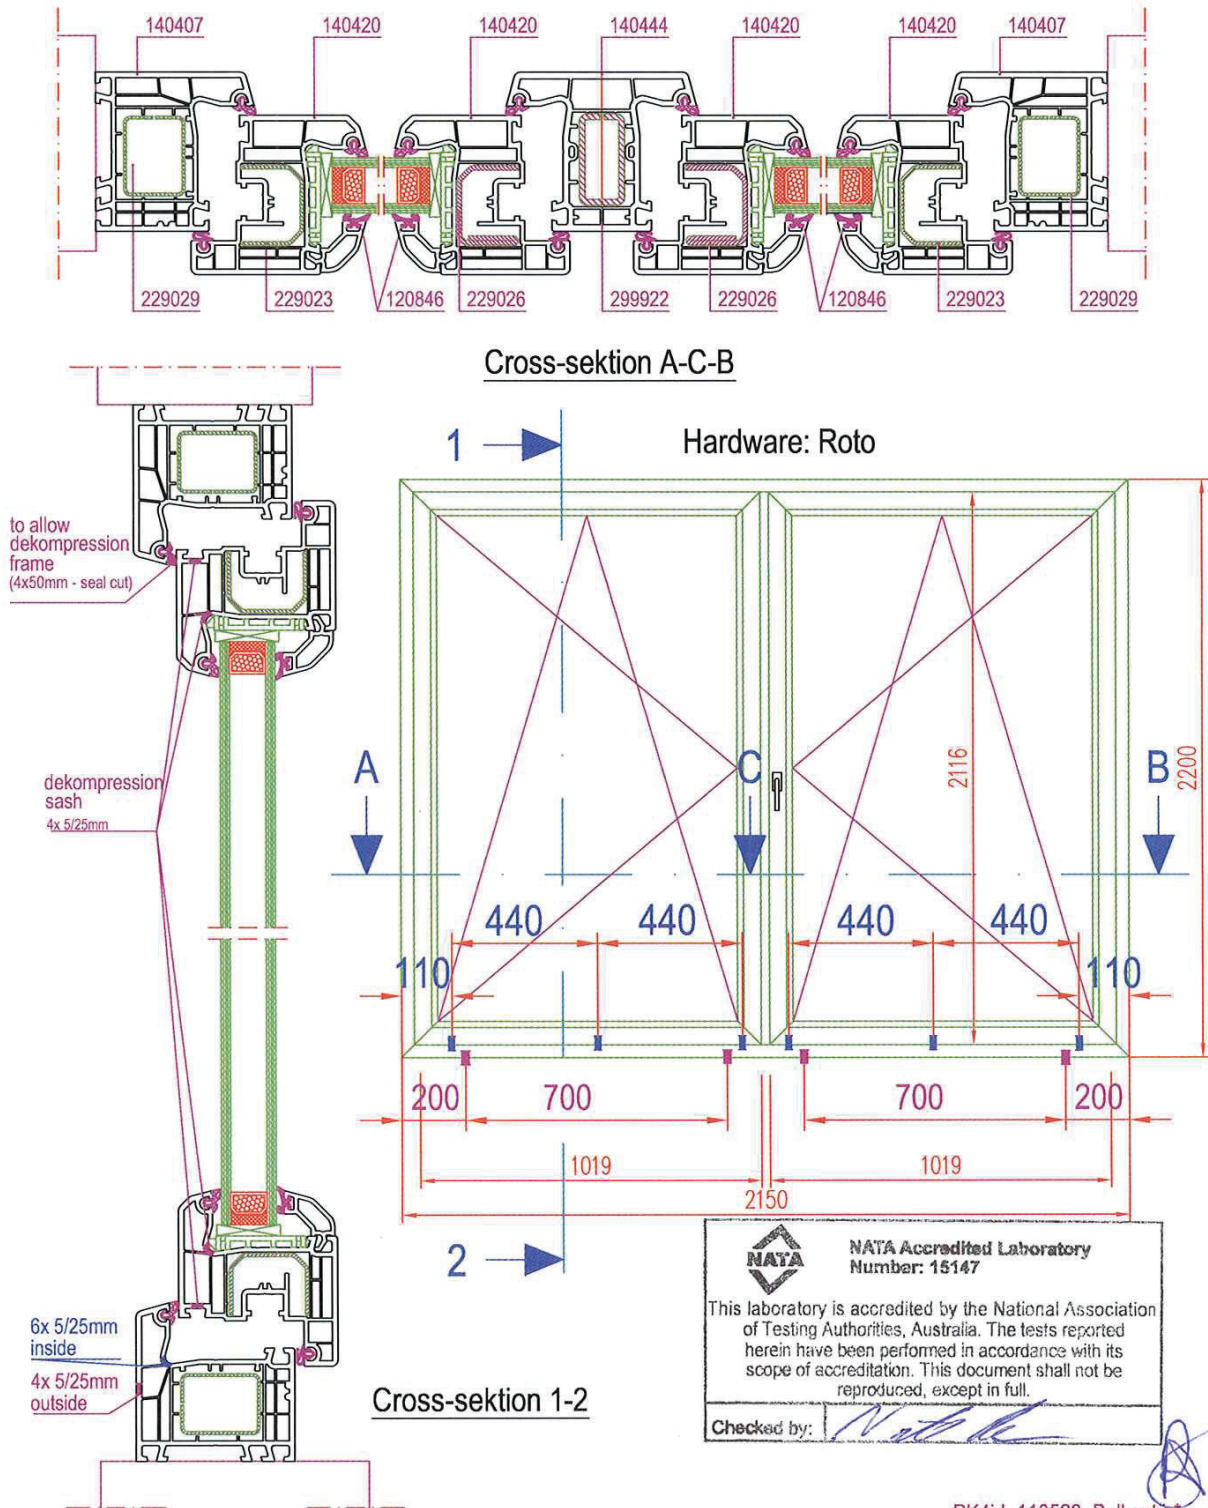 140407 140420 140420 140444 140420 140420 140407
229029 229023 120846 229026 299922 229026 120846 229023 229029
Cross-sektion A-C-B
1
Hardware: Roto
to allow
dekompression
frame
(4x50mm - seal cut)
dekompression
sash
4x 5/25mm
A
C
B
2116
2200
440 440 440 440
110 110
200 700 700 200
1019 1019
2150
2
NATA
NATA Accredited Laboratory
Number: 15147
This laboratory is accredited by the National Association
of Testing Authorities, Australia. The tests reported
herein have been performed in accordance with its
scope of accreditation. This document shall not be
reproduced, except in full.
Checked by:
6x 5/25mm
inside
4x 5/25mm
outside
Cross-sektion 1-2